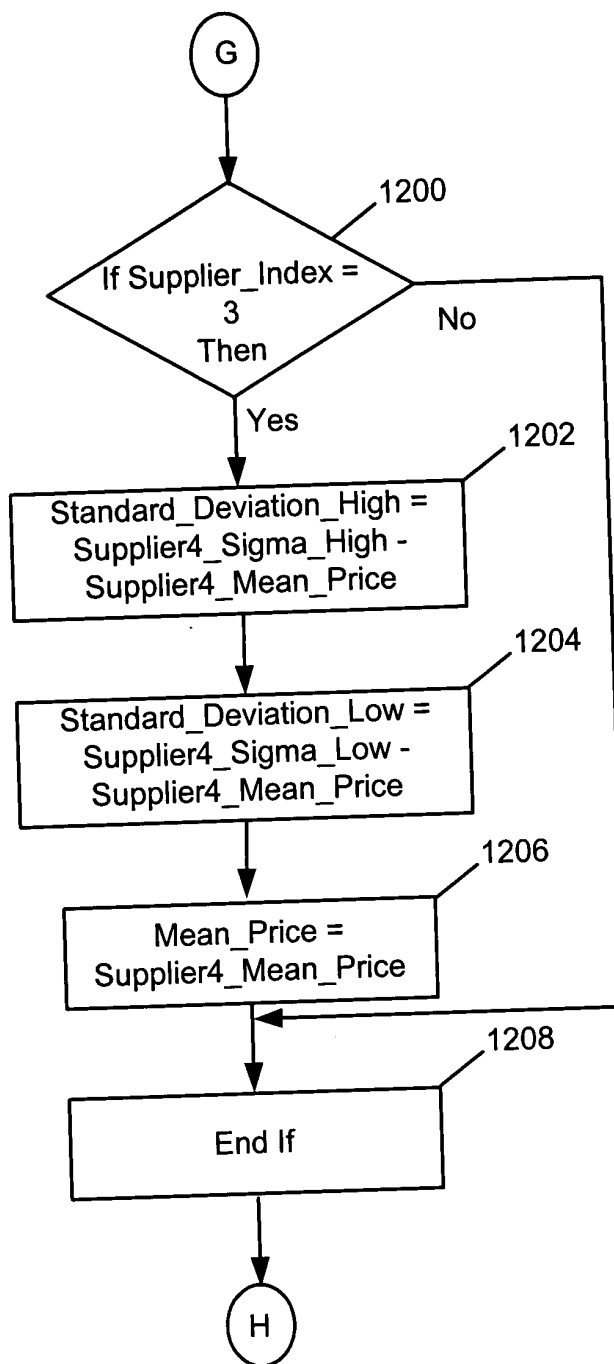 G
1200
If Supplier_Index =
3
Then
No
Yes
1202
Standard_Deviation_High =
Supplier4_Sigma_High -
Supplier4_Mean_Price
1204
Standard_Deviation_Low =
Supplier4_Sigma_Low -
Supplier4_Mean_Price
1206
Mean_Price =
Supplier4_Mean_Price
1208
End If
H